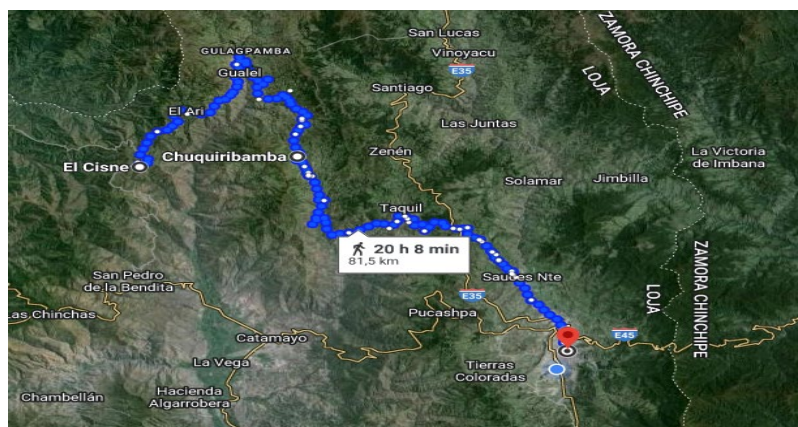 San Lucas
Vinoyacu
GULAGPAMBA
E35
Gualel
Santiago
ZAMORA CHINCHIPE
LOJA
El Ari
Las Juntas
El Cisne
Chuquiribamba
Zenén
La Victoria
de Imbana
Solamar
Jimbilla
Taquil
20 h 8 min
81,5 km
San Pedro
de la Bendita
Sauces Nte
E35
LOJA
ZAMORA CHINCHIPE
Las Chinchas
Pucashpa
Catamayo
E45
La Vega
Tierras
Coloradas
Chambellán
Hacienda
Algarrobera